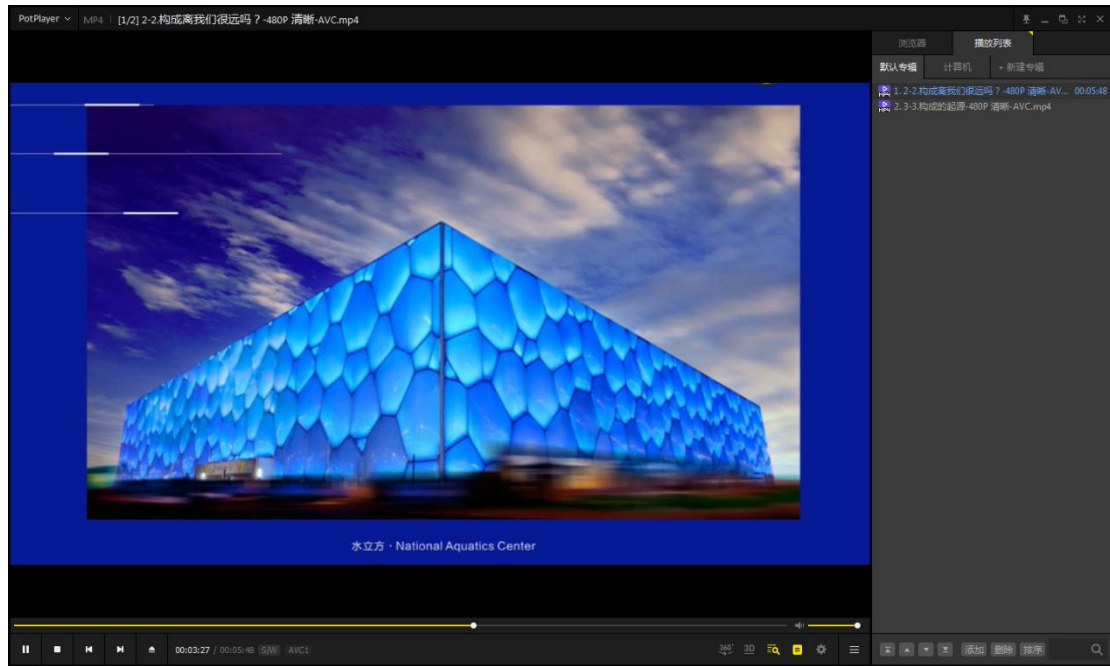 PotPlayer
MP4
[1/2] 2-2.构成离我们很远吗？-480P 清晰-AVC.mp4
浏览器
播放列表
默认专辑
计算机
+ 新建专辑
1. 2-2.构成离我们很远吗？-480P 清晰-AV... 00:05:48
2. 3-3.构成的起源-480P 清晰-AVC.mp4
水立方 · National Aquatics Center
00:03:27 / 00:05:48 S/W AVC1
360° 3D
添加 删除 排序